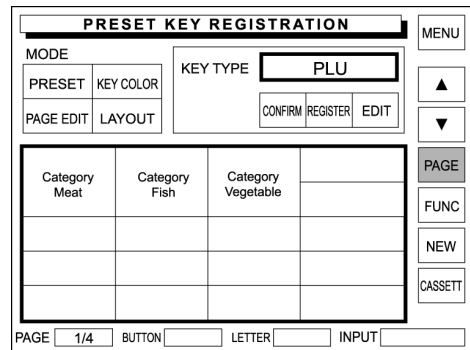 PRESET KEY REGISTRATION
MENU
MODE
PRESET
KEY COLOR
PAGE EDIT
LAYOUT
KEY TYPE
PLU
CONFIRM
REGISTER
EDIT
▲
▼
PAGE
FUNC
NEW
CASSETT
Category
Meat
Category
Fish
Category
Vegetable
PAGE 1/4
BUTTON
LETTER
INPUT